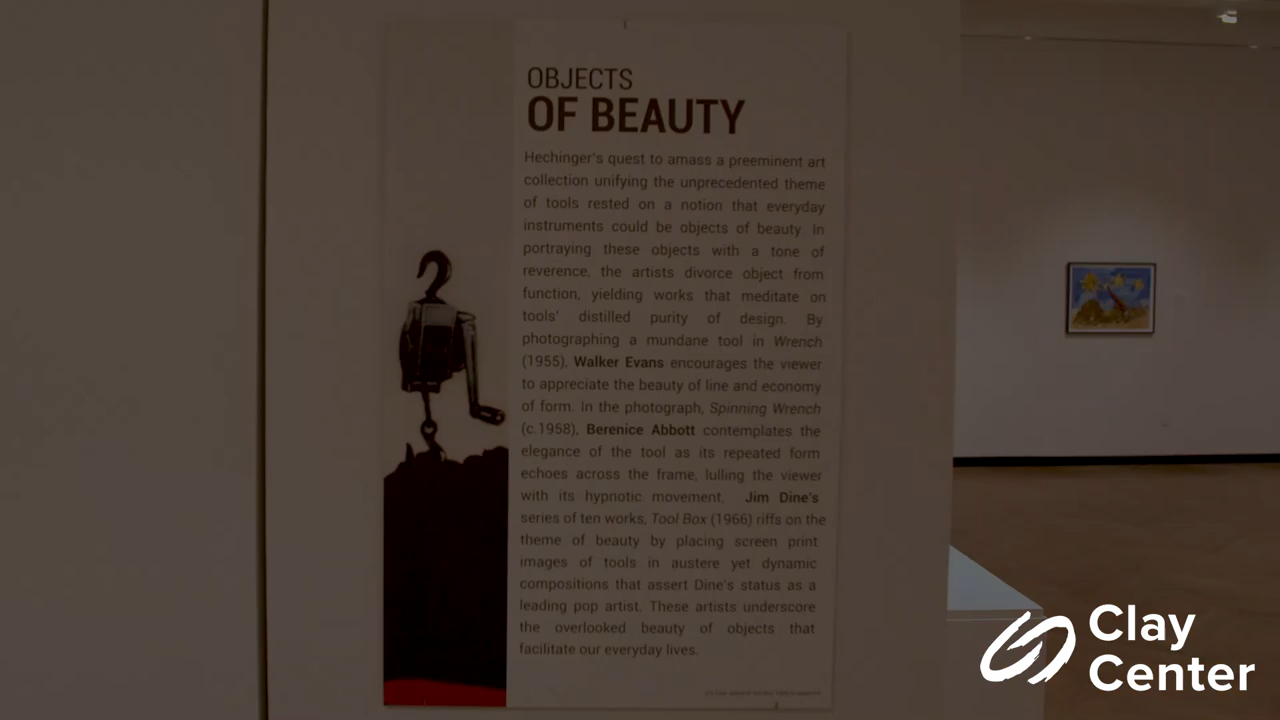 OBJECTS
OF BEAUTY
Hechinger's quest to amass a preeminent art
collection unifying the unprecedented theme
of tools rested on a notion that everyday
instruments could be objects of beauty. In
portraying these objects with a tone of
reverence, the artists divorce object from
function, yielding works that meditate on
tools' distilled purity of design. By
photographing a mundane tool in Wrench
(1955), Walker Evans encourages the viewer
to appreciate the beauty of line and economy
of form. In the photograph, Spinning Wrench
(c.1958), Berenice Abbott contemplates the
elegance of the tool as its repeated form
echoes across the frame, lulling the viewer
with its hypnotic movement. Jim Dine's
series of ten works, Tool Box (1966) riffs on the
theme of beauty by placing screen print
images of tools in austere yet dynamic
compositions that assert Dine's status as a
leading pop artist. These artists underscore
the overlooked beauty of objects that
facilitate our everyday lives.
Clay
Center